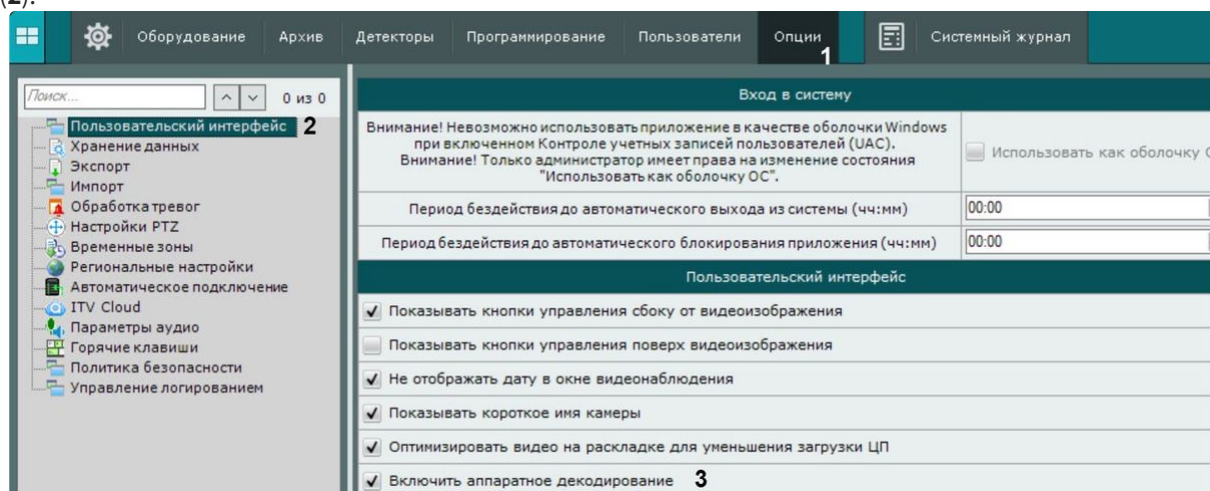 (2).
Оборудование Архив Детекторы Программирование Пользователи Опции Системный журнал
1
Поиск... 0 из 0
Пользовательский интерфейс 2
Хранение данных
Экспорт
Импорт
Обработка тревог
Настройки PTZ
Временные зоны
Региональные настройки
Автоматическое подключение
ITV Cloud
Параметры аудио
Горячие клавиши
Политика безопасности
Управление логированием
Вход в систему
Внимание! Невозможно использовать приложение в качестве оболочки Windows
при включенном Контроле учетных записей пользователей (UAC).
Внимание! Только администратор имеет права на изменение состояния
"Использовать как оболочку ОС".
Использовать как оболочку
Период бездействия до автоматического выхода из системы (чч:мм) 00:00
Период бездействия до автоматического блокирования приложения (чч:мм) 00:00
Пользовательский интерфейс
Показывать кнопки управления сбоку от видеоизображения
Показывать кнопки управления поверх видеоизображения
Не отображать дату в окне видеонаблюдения
Показывать короткое имя камеры
Оптимизировать видео на раскладке для уменьшения загрузки ЦП
Включить аппаратное декодирование 3